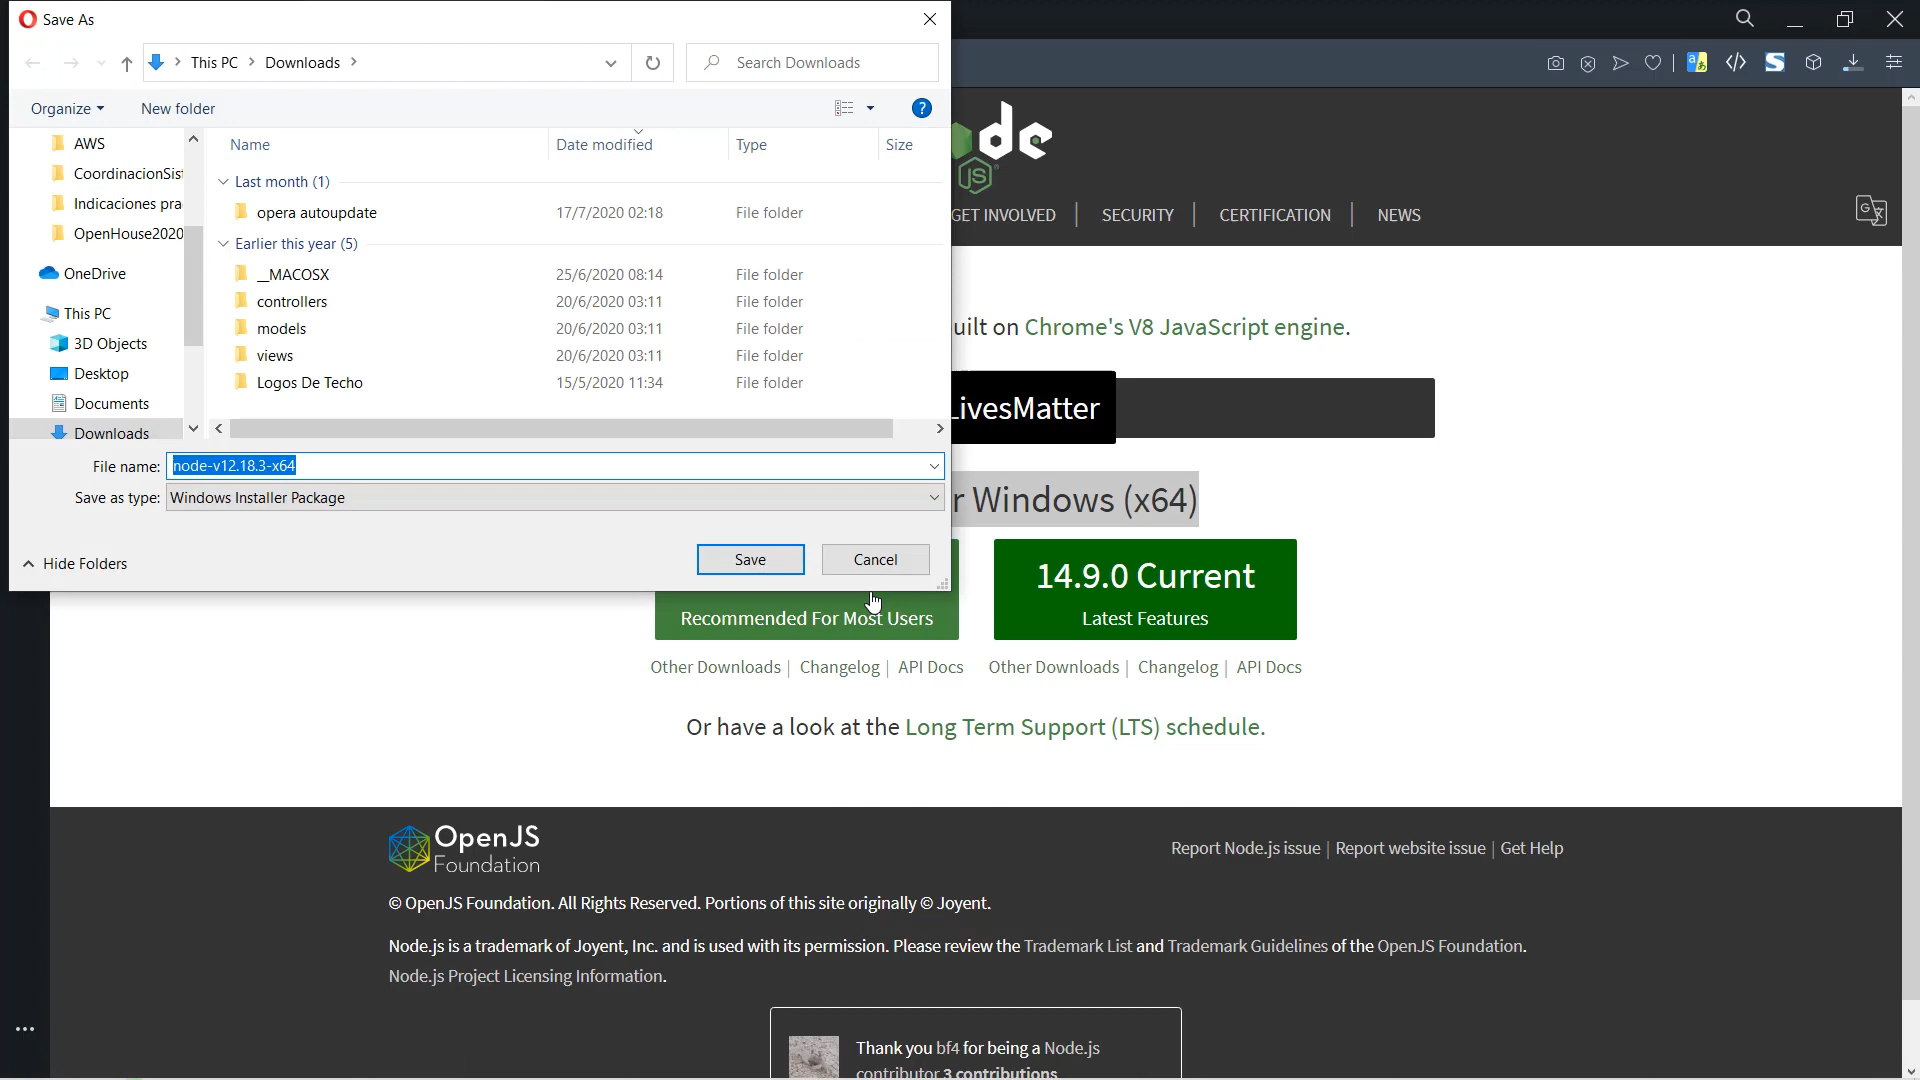 Save As
This PC
Downloads
Search Downloads
Organize
New folder
?
AWS
CoordinacionSist
Indicaciones pra
OpenHouse2020
OneDrive
This PC
3D Objects
Desktop
Documents
Downloads
Name
Date modified
Type
Size
Last month (1)
opera autoupdate
17/7/2020 02:18
File folder
Earlier this year (5)
__MACOSX
25/6/2020 08:14
File folder
controllers
20/6/2020 03:11
File folder
models
20/6/2020 03:11
File folder
views
20/6/2020 03:11
File folder
Logos De Techo
15/5/2020 11:34
File folder
File name: node-v12.18.3-x64
Save as type: Windows Installer Package
Hide Folders
Save
Cancel
ode
JS
GET INVOLVED
SECURITY
CERTIFICATION
NEWS
uilt on Chrome's V8 JavaScript engine.
LivesMatter
r Windows (x64)
Recommended For Most Users
14.9.0 Current
Latest Features
Other Downloads | Changelog | API Docs
Other Downloads | Changelog | API Docs
Or have a look at the Long Term Support (LTS) schedule.
OpenJS
Foundation
Report Node.js issue | Report website issue | Get Help
© OpenJS Foundation. All Rights Reserved. Portions of this site originally © Joyent.
Node.js is a trademark of Joyent, Inc. and is used with its permission. Please review the Trademark List and Trademark Guidelines of the OpenJS Foundation.
Node.js Project Licensing Information.
Thank you bf4 for being a Node.js
contributor 3 contributions